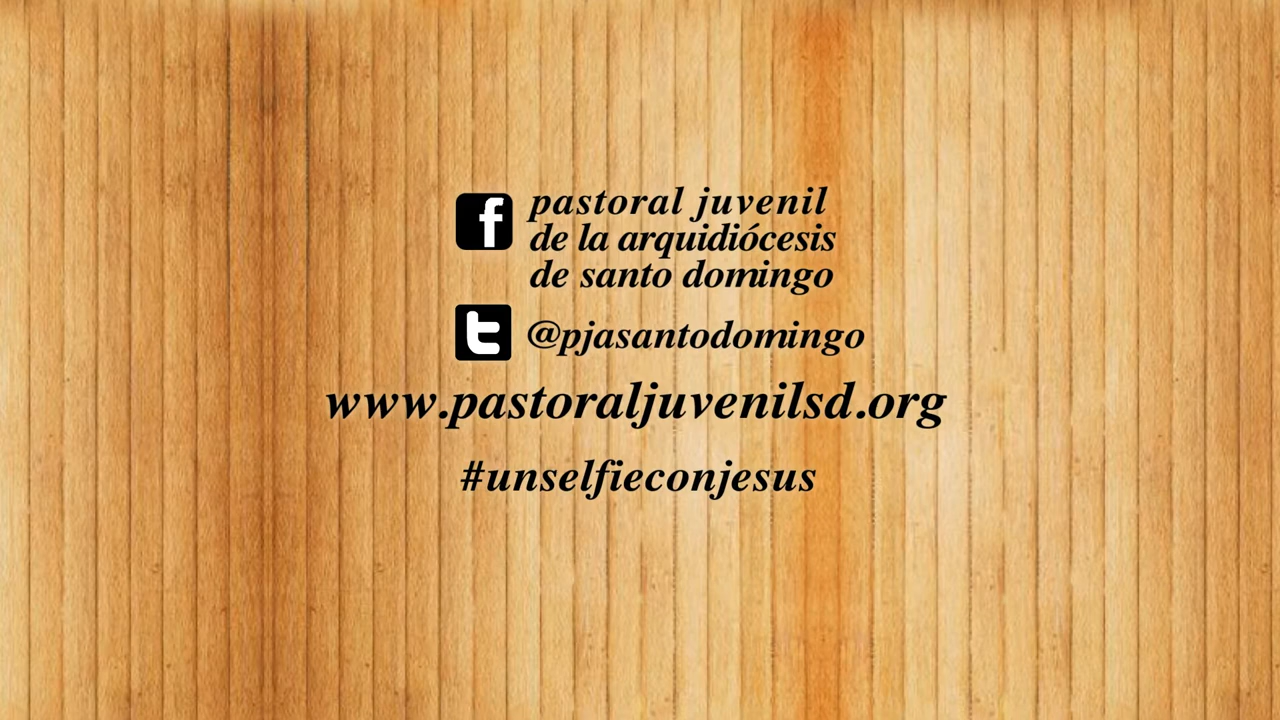 pastoral juvenil
de la arquidiócesis
de santo domingo
@pjasantodomingo
www.pastoraljuvenilsd.org
#unselfieconjesus